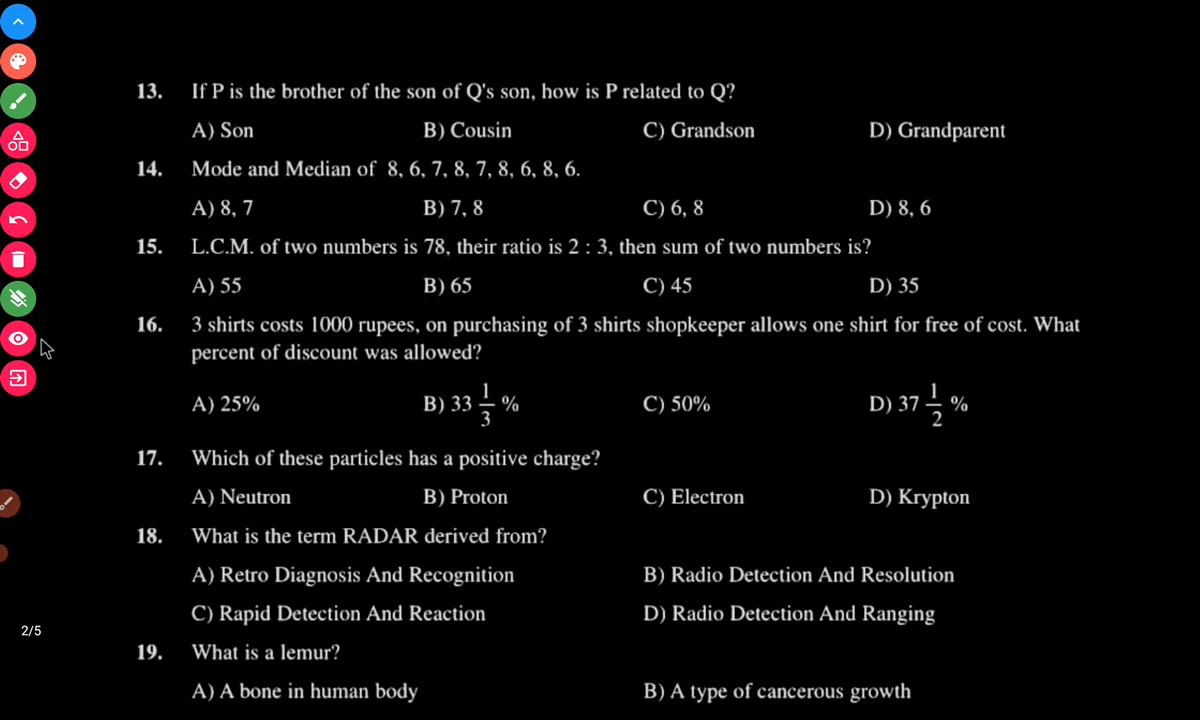 13. If P is the brother of the son of Q's son, how is P related to Q?
A) Son B) Cousin C) Grandson D) Grandparent
14. Mode and Median of 8, 6, 7, 8, 7, 8, 6, 8, 6.
A) 8, 7 B) 7, 8 C) 6, 8 D) 8, 6
15. L.C.M. of two numbers is 78, their ratio is 2 : 3, then sum of two numbers is?
A) 55 B) 65 C) 45 D) 35
16. 3 shirts costs 1000 rupees, on purchasing of 3 shirts shopkeeper allows one shirt for free of cost. What
percent of discount was allowed?
A) 25% B) 33 1/3 % C) 50% D) 37 1/2 %
17. Which of these particles has a positive charge?
A) Neutron B) Proton C) Electron D) Krypton
18. What is the term RADAR derived from?
A) Retro Diagnosis And Recognition B) Radio Detection And Resolution
C) Rapid Detection And Reaction D) Radio Detection And Ranging
2/5
19. What is a lemur?
A) A bone in human body B) A type of cancerous growth